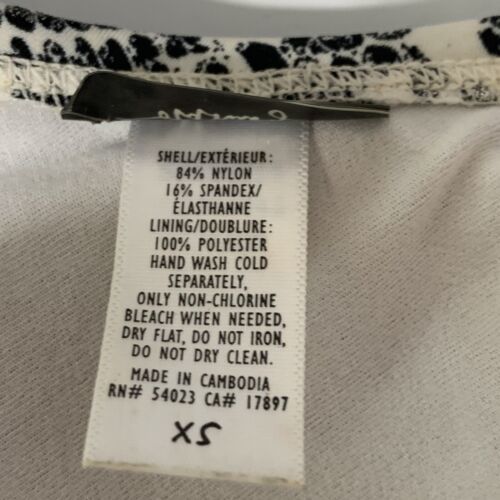 SHELL/EXTÉRIEUR:
84% NYLON
16% SPANDEX/
ÉLASTHANNE
LINING/DOUBLURE:
100% POLYESTER
HAND WASH COLD
SEPARATELY,
ONLY NON-CHLORINE
BLEACH WHEN NEEDED,
DRY FLAT, DO NOT IRON,
DO NOT DRY CLEAN.
MADE IN CAMBODIA
RN# 54023 CA# 17897
XS